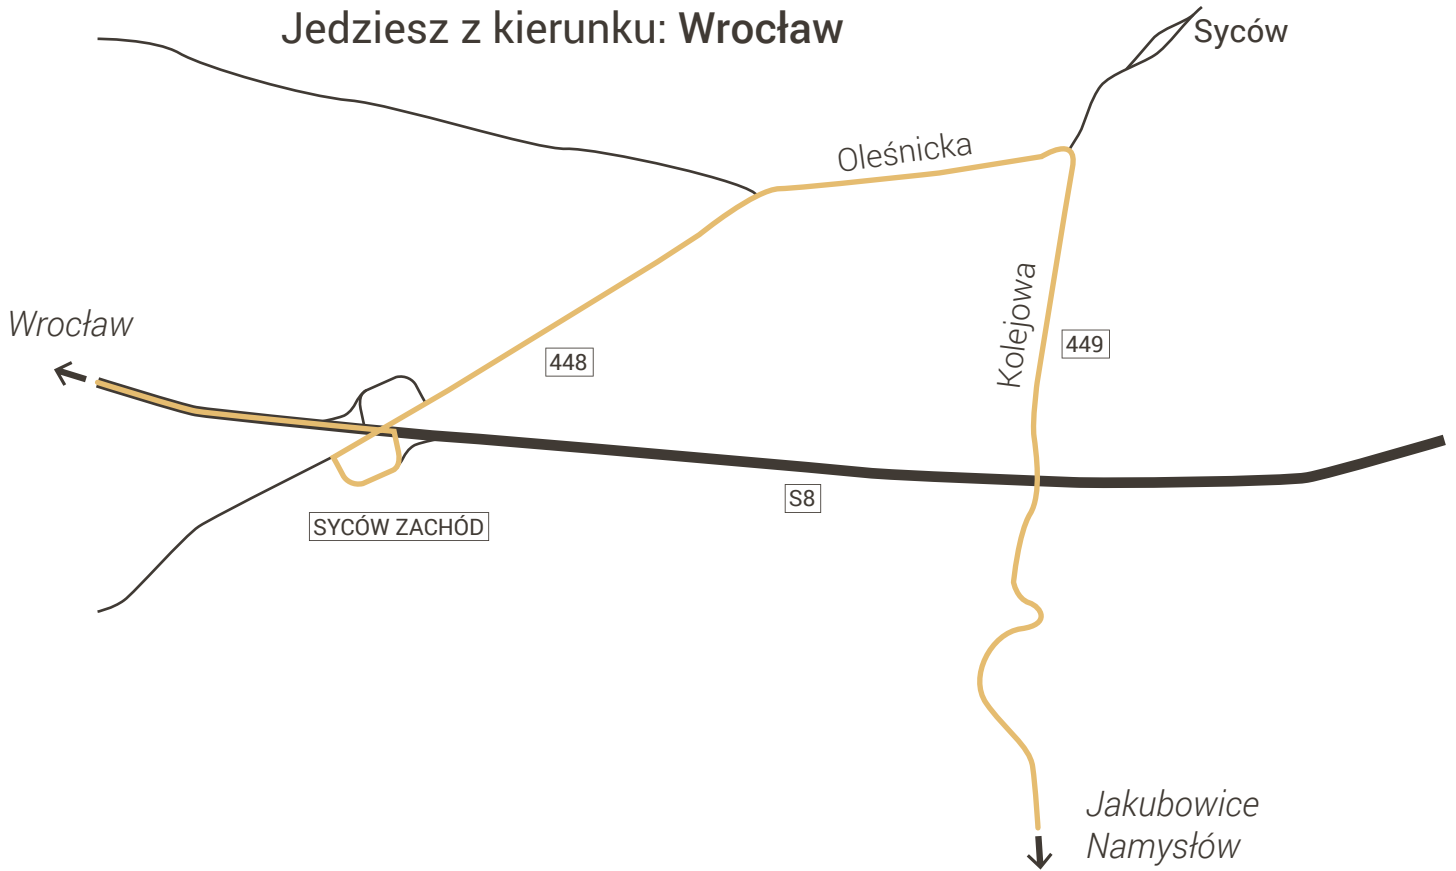 Jedziesz z kierunku: Wrocław
Syców
Oleśnicka
Kolejowa
Wrocław
449
448
S8
SYCÓW ZACHÓD
Jakubowice
Namysłów